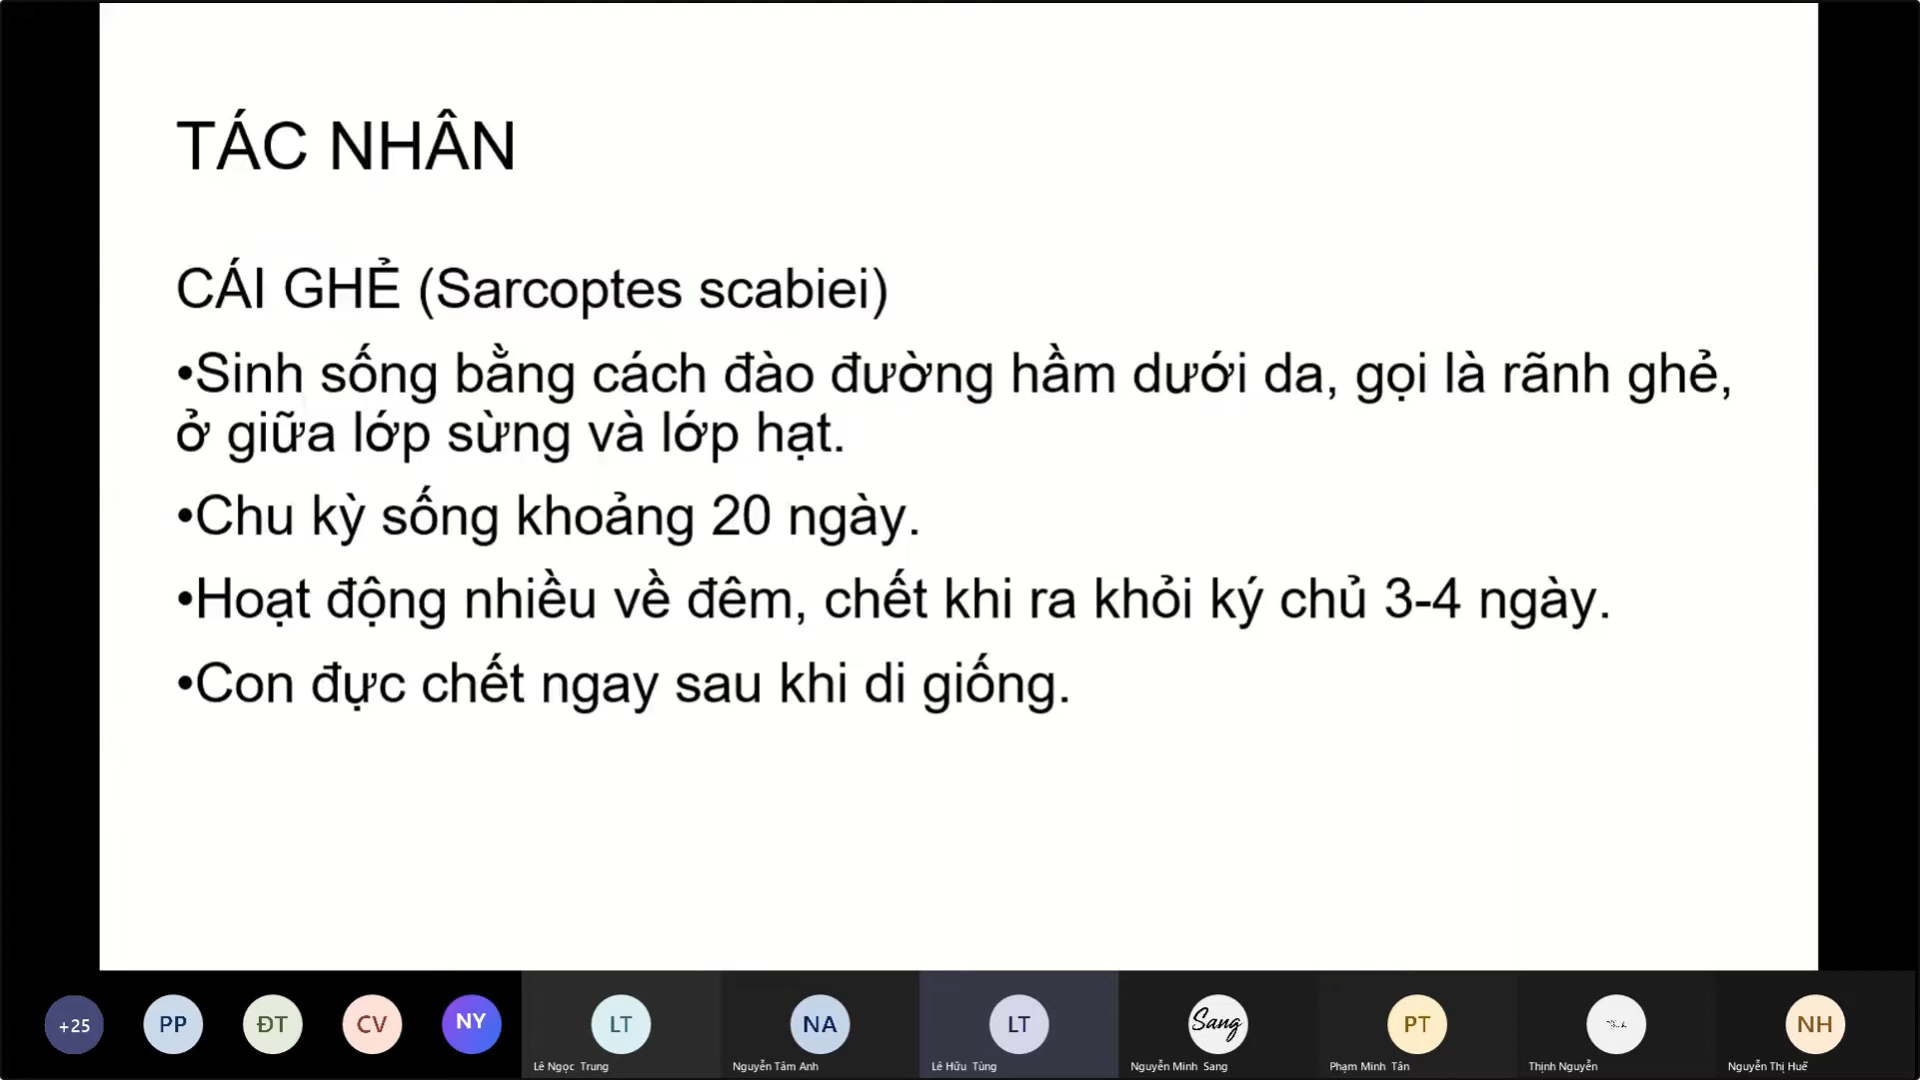 TÁC NHÂN
CÁI GHẺ (Sarcoptes scabiei)
•Sinh sống bằng cách đào đường hầm dưới da, gọi là rãnh ghẻ,
ở giữa lớp sừng và lớp hạt.
•Chu kỳ sống khoảng 20 ngày.
•Hoạt động nhiều về đêm, chết khi ra khỏi ký chủ 3-4 ngày.
•Con đực chết ngay sau khi di giống.
+25 PP ĐT CV NY LT NA LT Sang PT NH
Lê Ngọc Trung Nguyễn Tâm Anh Lê Hữu Tùng Nguyễn Minh Sang Phạm Minh Tân Thịnh Nguyễn Nguyễn Thị Huế